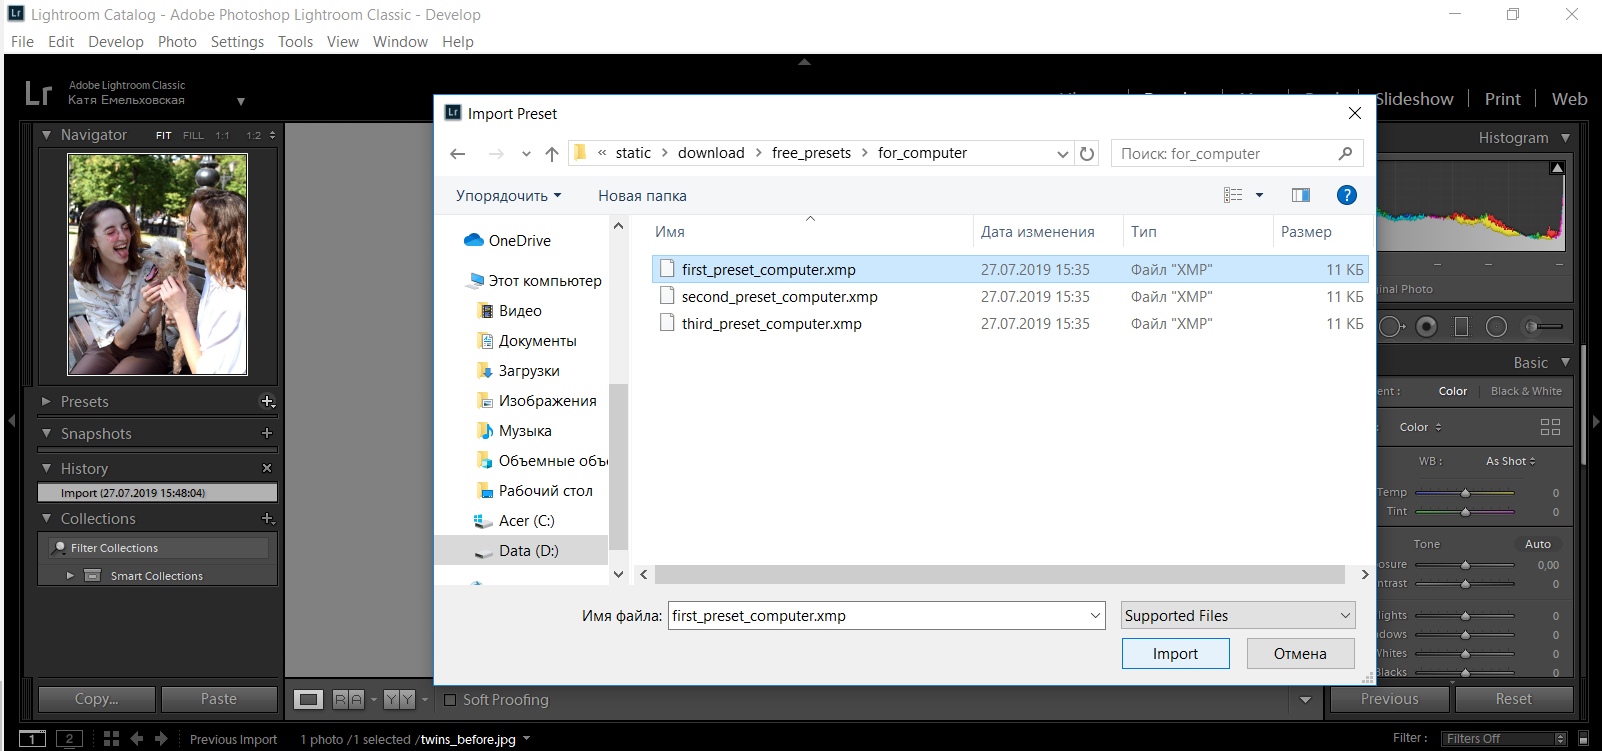 Lr Lightroom Catalog - Adobe Photoshop Lightroom Classic - Develop
File Edit Develop Photo Settings Tools View Window Help
Lr Adobe Lightroom Classic
Катя Емельховская
Slideshow | Print | Web
Navigator FIT FILL 1:1 1:2
Presets
Snapshots
History
Import (27.07.2019 15:48:04)
Collections
Filter Collections
Smart Collections
Copy... Paste
Lr Import Preset
« static > download > free_presets > for_computer
Поиск: for_computer
Упорядочить Новая папка
OneDrive
Этот компьютер
Видео
Документы
Загрузки
Изображения
Музыка
Объемные объе
Рабочий стол
Acer (C:)
Data (D:)
Имя Дата изменения Тип Размер
first_preset_computer.xmp 27.07.2019 15:35 Файл "XMP" 11 КБ
second_preset_computer.xmp 27.07.2019 15:35 Файл "XMP" 11 КБ
third_preset_computer.xmp 27.07.2019 15:35 Файл "XMP" 11 КБ
Имя файла: first_preset_computer.xmp Supported Files
Import Отмена
Histogram
Photo
Basic
Color | Black & White
Color
WB : As Shot
Temp 0
Tint 0
Tone Auto
0,00
0
0
0
Whites 0
Blacks 0
RA YY Soft Proofing
Previous Reset
1 2 Previous Import 1 photo /1 selected /twins_before.jpg
Filter : Filters Off